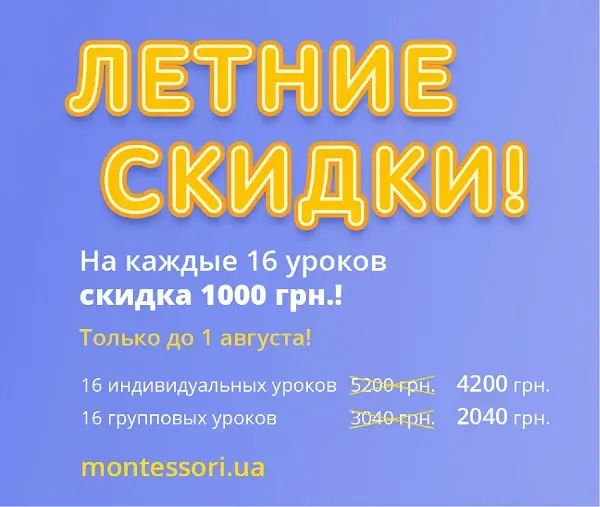 ЛЕТНИЕ
СКИДКИ!
На каждые 16 уроков
скидка 1000 грн.!
Только до 1 августа!
16 индивидуальных уроков 5200 грн. 4200 грн.
16 групповых уроков 3040 грн. 2040 грн.
montessori.ua